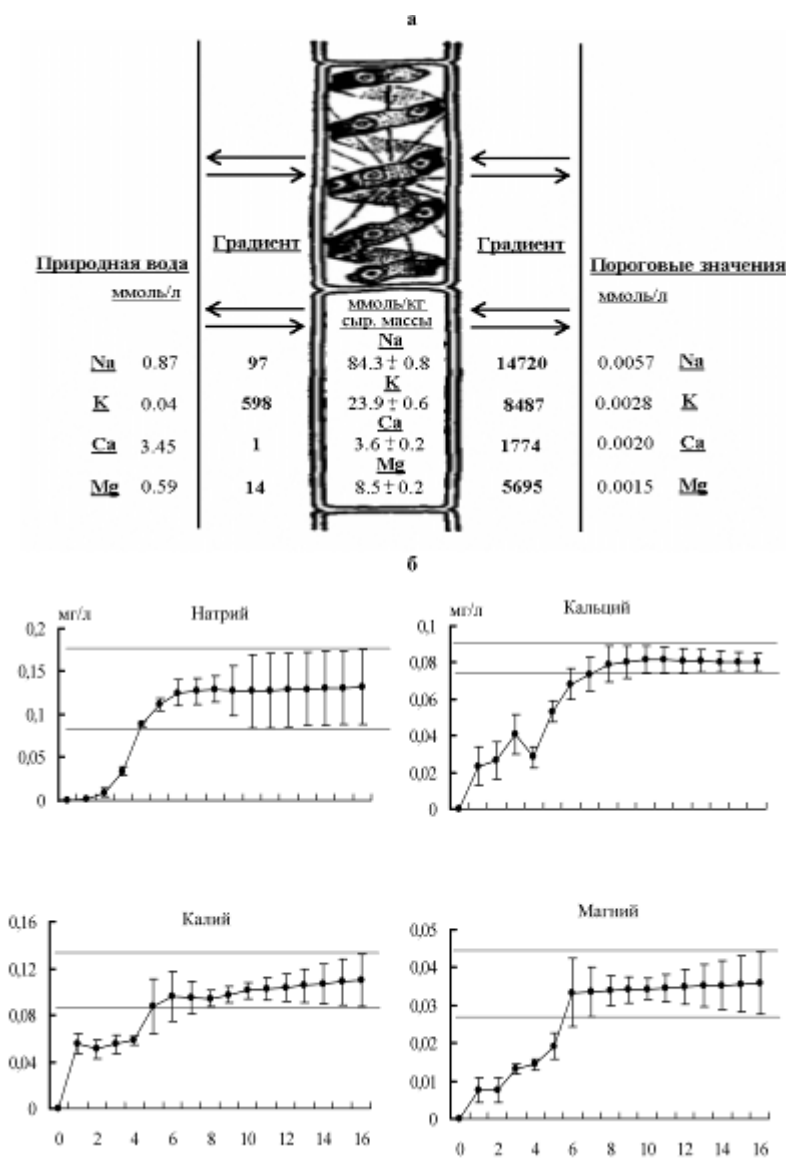 а
Градиент
Градиент
Природная вода
Пороговые значения
ммоль/л
ммоль/кг
сыр. массы
ммоль/л
Na
Na 0.87 97 84.3 ± 0.8 14720 0.0057 Na
K
K 0.04 598 23.9 ± 0.6 8487 0.0028 K
Ca
Ca 3.45 1 3.6 ± 0.2 1774 0.0020 Ca
Mg
Mg 0.59 14 8.5 ± 0.2 5695 0.0015 Mg
б
мг/л Натрий
0,2
0,15
0,1
0,05
0
мг/л Кальций
0,1
0,08
0,06
0,04
0,02
0
Калий
0,16
0,12
0,08
0,04
0
0 2 4 6 8 10 12 14 16
Магний
0,05
0,04
0,03
0,02
0,01
0
0 2 4 6 8 10 12 14 16